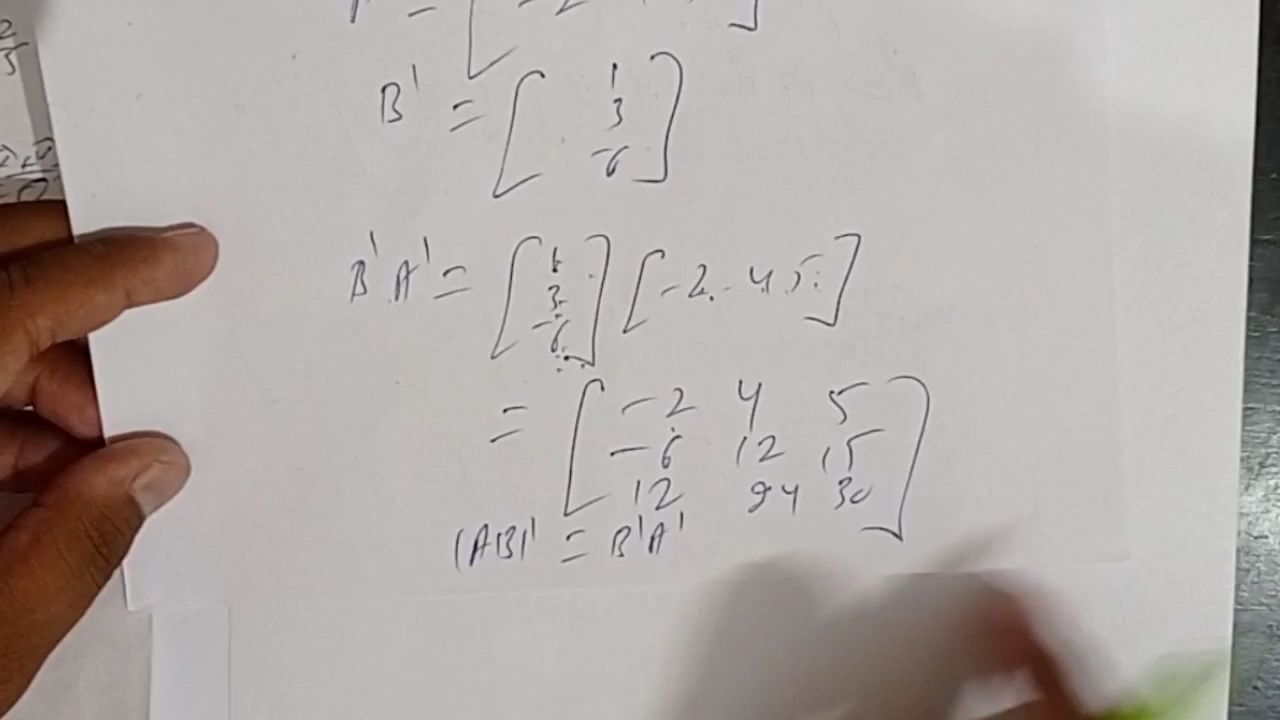 B' = [ 1
3
-6 ]
B'A' = [ 1 3 -6 ] [ -2 4 5 ]
= [ -2 4 5
-6 12 15
12 24 30 ]
(AB)' = B'A'